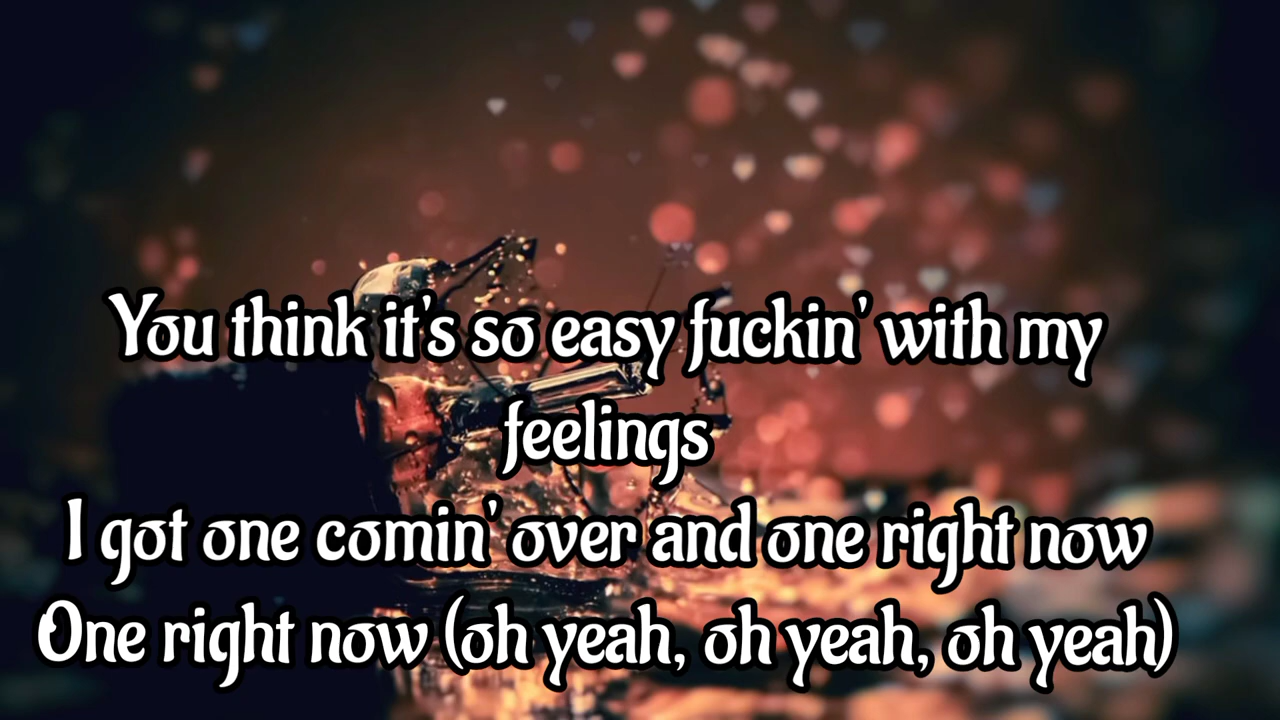 You think it's so easy fuckin' with my
feelings
I got one comin' over and one right now
One right now (oh yeah, oh yeah, oh yeah)